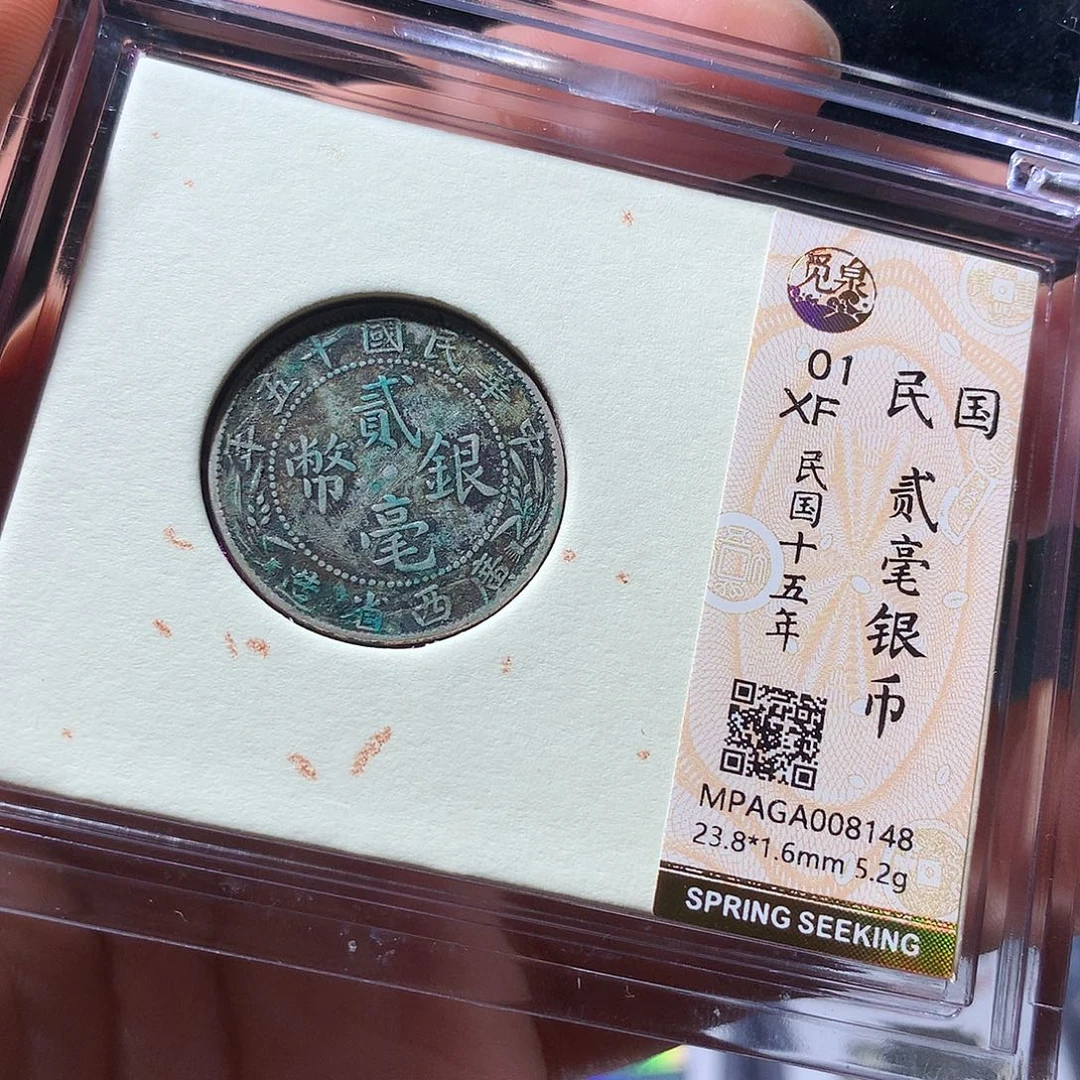 中華民國十五年
貳毫銀幣
廣西省造
觅泉
01
XF
民国
贰毫银币
民国十五年
MPAGA008148
23.8*1.6mm 5.2g
SPRING SEEKING